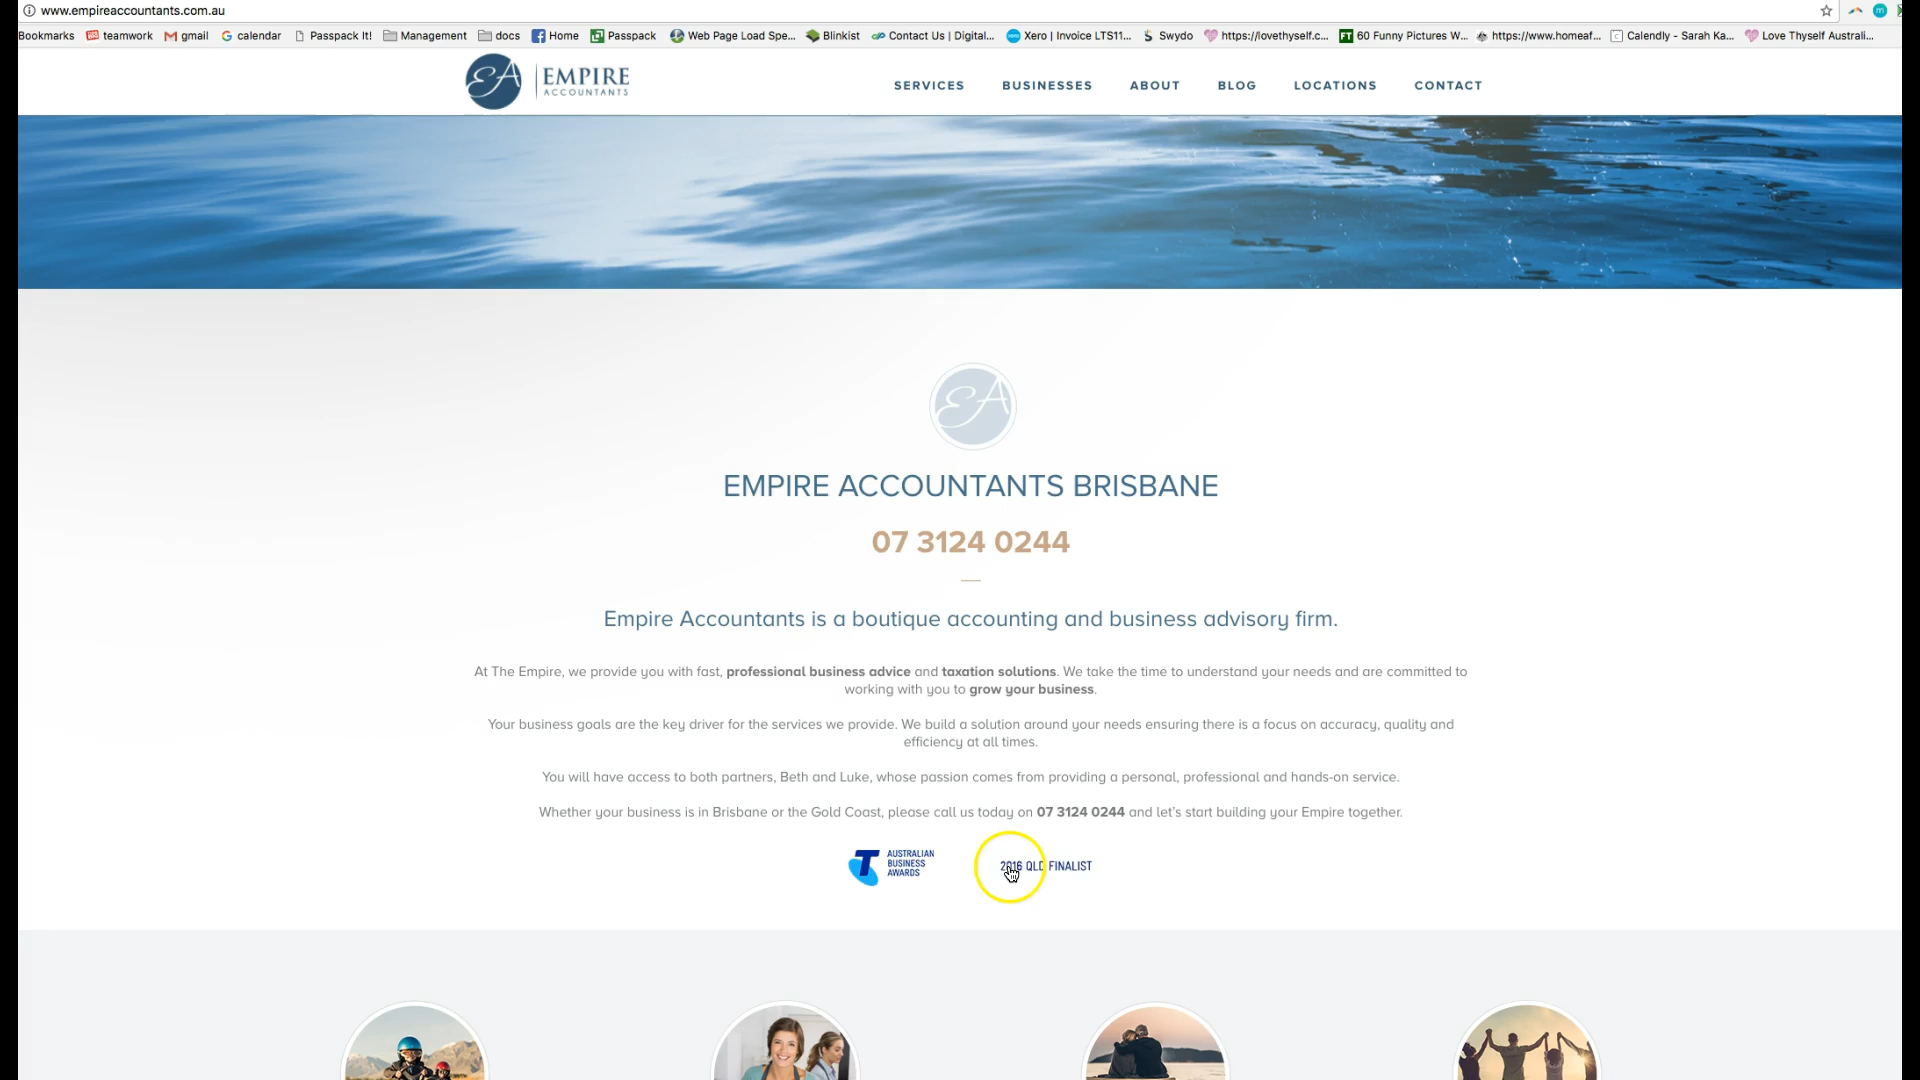 www.empireaccountants.com.au
Bookmarks teamwork gmail calendar Passpack It! Management docs Home Passpack Web Page Load Spe... Blinkist Contact Us | Digital... Xero | Invoice LTS11... Swydo https://lovethyself.c... 60 Funny Pictures W... https://www.homeaf... Calendly - Sarah Ka... Love Thyself Australi...
EA EMPIRE
ACCOUNTANTS
SERVICES BUSINESSES ABOUT BLOG LOCATIONS CONTACT
EA
EMPIRE ACCOUNTANTS BRISBANE
07 3124 0244
Empire Accountants is a boutique accounting and business advisory firm.
At The Empire, we provide you with fast, professional business advice and taxation solutions. We take the time to understand your needs and are committed to
working with you to grow your business.
Your business goals are the key driver for the services we provide. We build a solution around your needs ensuring there is a focus on accuracy, quality and
efficiency at all times.
You will have access to both partners, Beth and Luke, whose passion comes from providing a personal, professional and hands-on service.
Whether your business is in Brisbane or the Gold Coast, please call us today on 07 3124 0244 and let's start building your Empire together.
AUSTRALIAN
BUSINESS
AWARDS
2016 QLD FINALIST